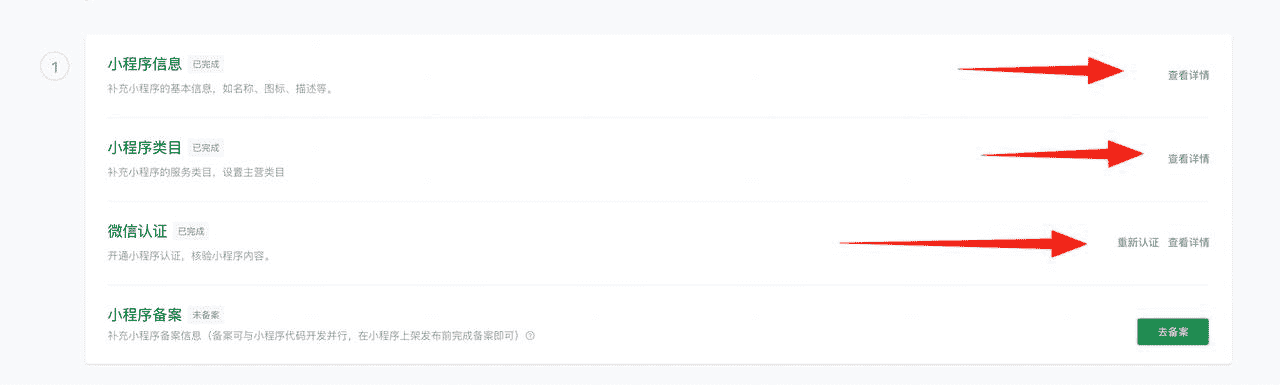 1
小程序信息 已完成 查看详情
补充小程序的基本信息，如名称、图标、描述等。
小程序类目 已完成 查看详情
补充小程序的服务类目，设置主营类目
微信认证 已完成 重新认证 查看详情
开通小程序认证，核验小程序内容。
小程序备案 未备案 去备案
补充小程序备案信息（备案可与小程序代码开发并行，在小程序上架发布前完成备案即可）?